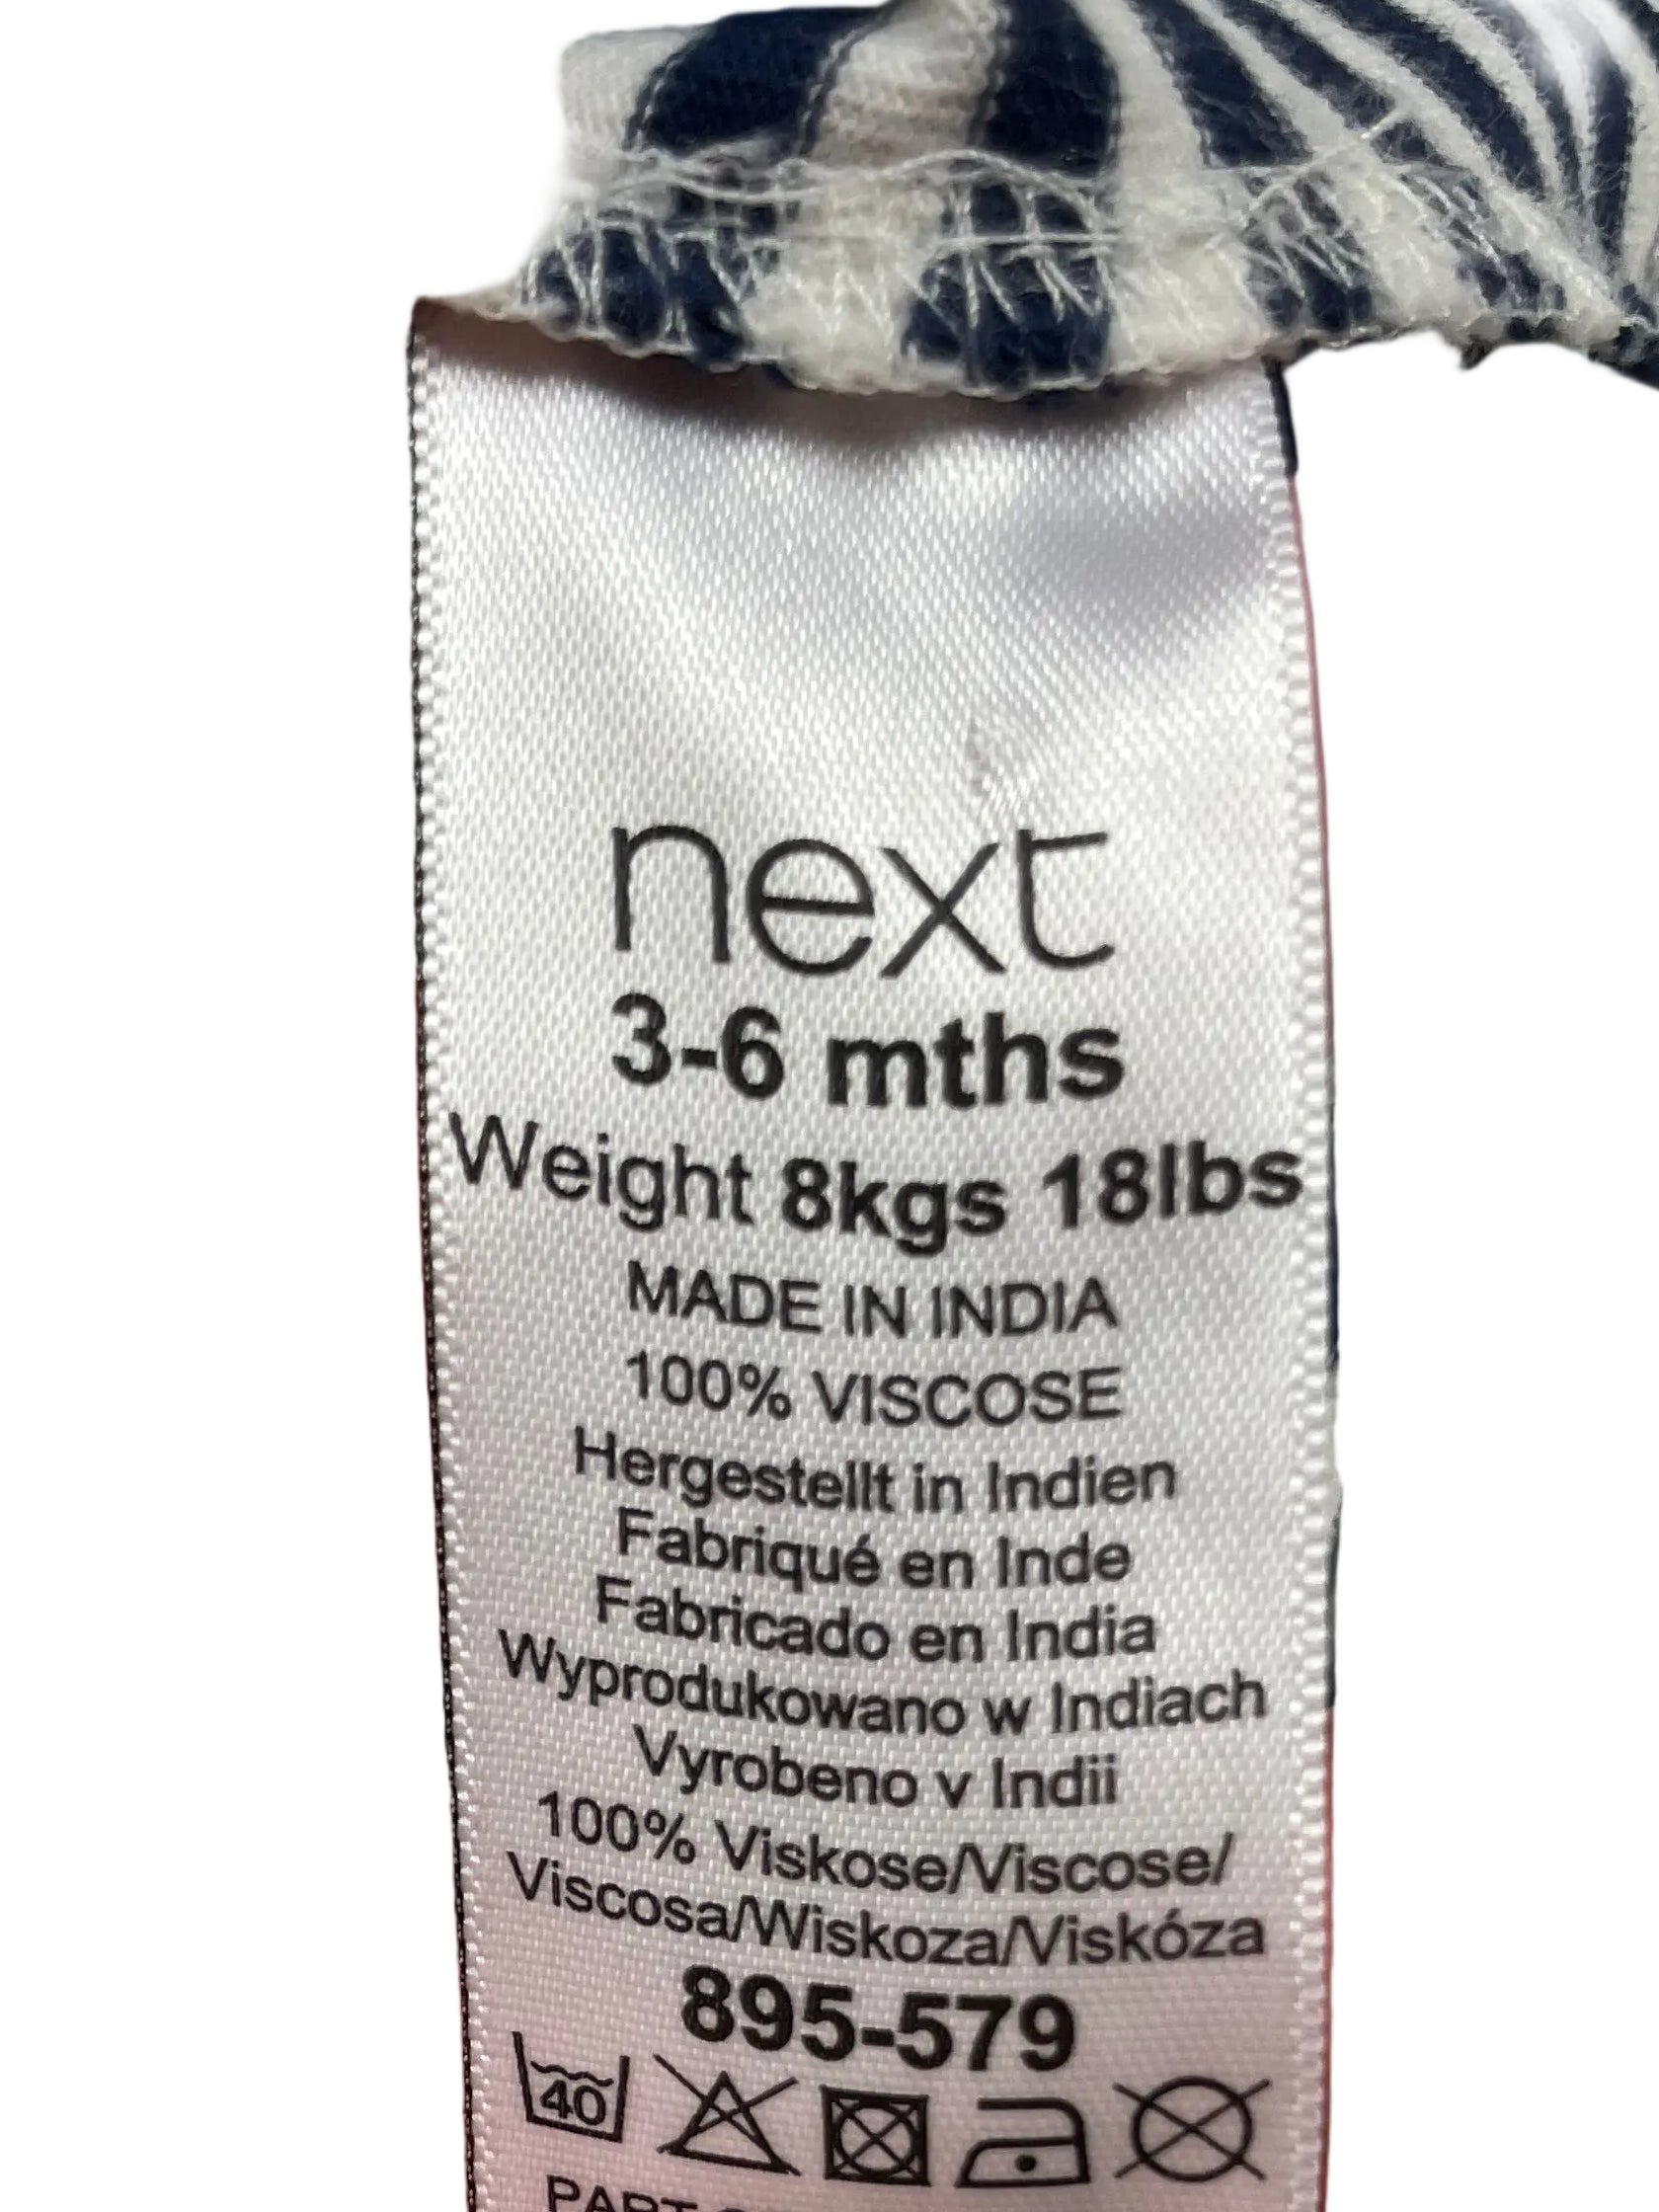 next
3-6 mths
Weight 8kgs 18lbs
MADE IN INDIA
100% VISCOSE
Hergestellt in Indien
Fabriqué en Inde
Fabricado en India
Wyprodukowano w Indiach
Vyrobeno v Indii
100% Viskose/Viscose/
Viscosa/Wiskoza/Viskóza
895-579
40
PART